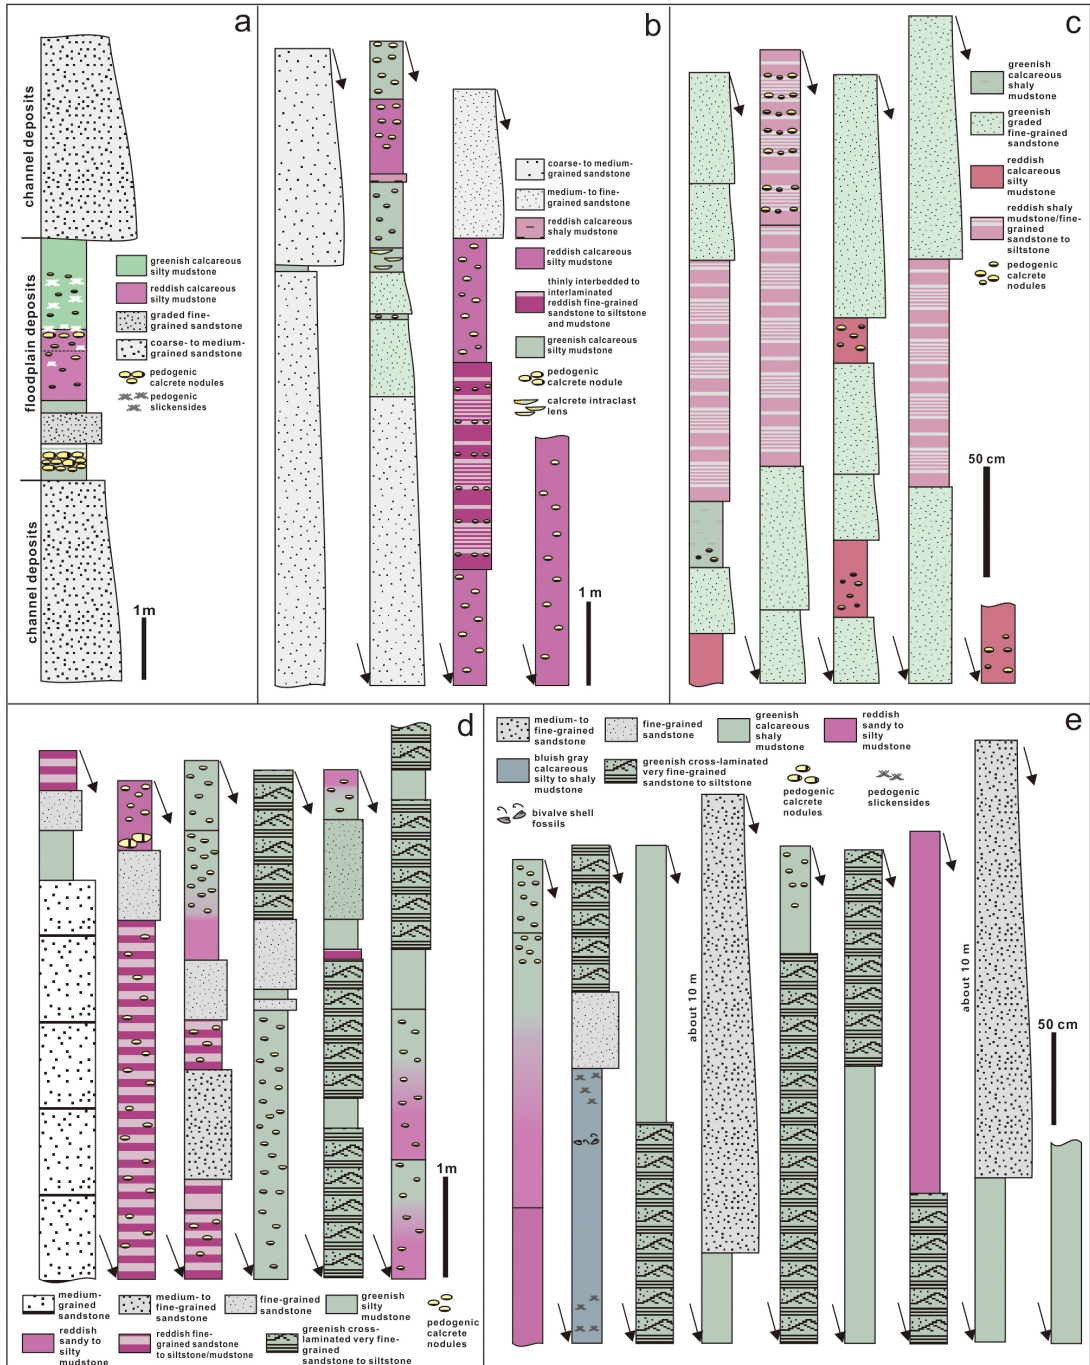 a
channel deposits
floodplain deposits
channel deposits
greenish calcareous
silty mudstone
reddish calcareous
silty mudstone
graded fine-
grained sandstone
coarse- to medium-
grained sandstone
pedogenic
calcrete nodules
pedogenic
slickensides
1m
b
coarse- to medium-
grained sandstone
medium- to fine-
grained sandstone
reddish calcareous
shaly mudstone
reddish calcareous
silty mudstone
thinly interbedded to
interlaminated
reddish fine-grained
sandstone to siltstone
and mudstone
greenish calcareous
silty mudstone
pedogenic
calcrete nodule
calcrete intraclast
lens
1 m
c
greenish
calcareous
shaly
mudstone
greenish
graded
fine-grained
sandstone
reddish
calcareous
silty
mudstone
reddish shaly
mudstone/fine-
grained
sandstone to
siltstone
pedogenic
calcrete
nodules
50 cm
d
1m
medium-
grained
sandstone
medium- to
fine-grained
sandstone
fine-grained
sandstone
greenish
silty
mudstone
pedogenic
calcrete
nodules
reddish
sandy to
silty
mudstone
reddish fine-
grained sandstone
to siltstone/mudstone
greenish cross-
laminated very fine-
grained
sandstone to siltstone
e
medium- to
fine-grained
sandstone
fine-grained
sandstone
greenish
calcareous
shaly
mudstone
reddish
sandy to
silty
mudstone
bluish gray
calcareous
silty to shaly
mudstone
greenish cross-laminated
very fine-grained
sandstone to siltstone
pedogenic
calcrete
nodules
pedogenic
slickensides
bivalve shell
fossils
about 10 m
about 10 m
50 cm